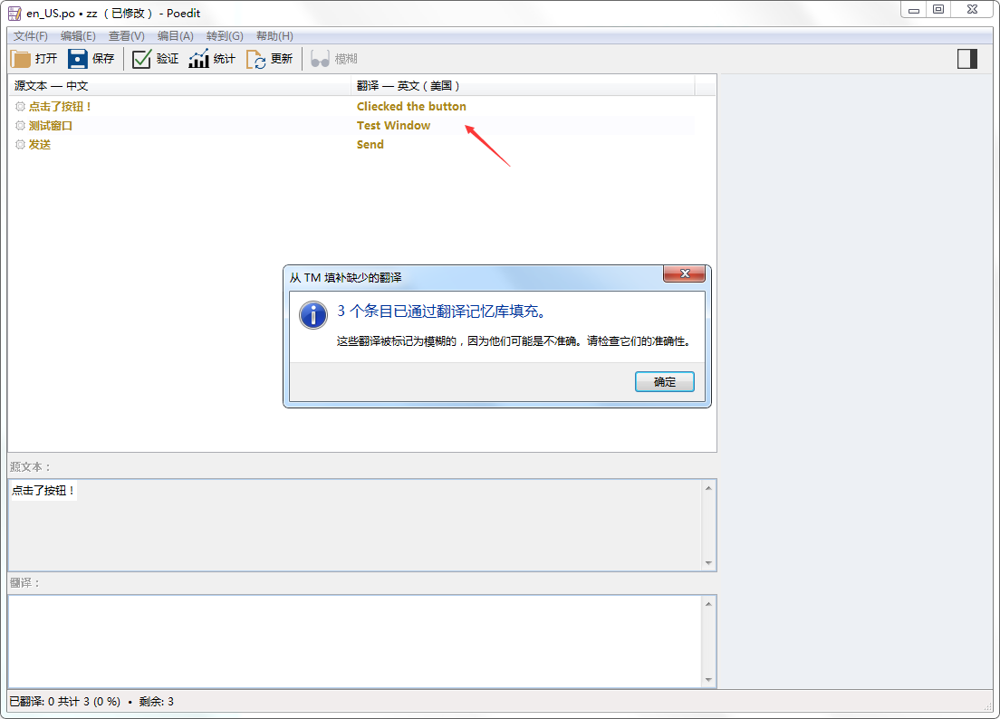 en_US.po • zz （已修改） - Poedit
文件(F) 编辑(E) 查看(V) 编目(A) 转到(G) 帮助(H)
打开 保存 验证 统计 更新 模糊
源文本 — 中文 翻译 — 英文（美国）
点击了按钮！ Cliecked the button
测试窗口 Test Window
发送 Send
从 TM 填补缺少的翻译
3 个条目已通过翻译记忆库填充。
这些翻译被标记为模糊的，因为他们可能是不准确。请检查它们的准确性。
确定
源文本：
点击了按钮！
翻译：
已翻译: 0 共计 3 (0 %) • 剩余: 3